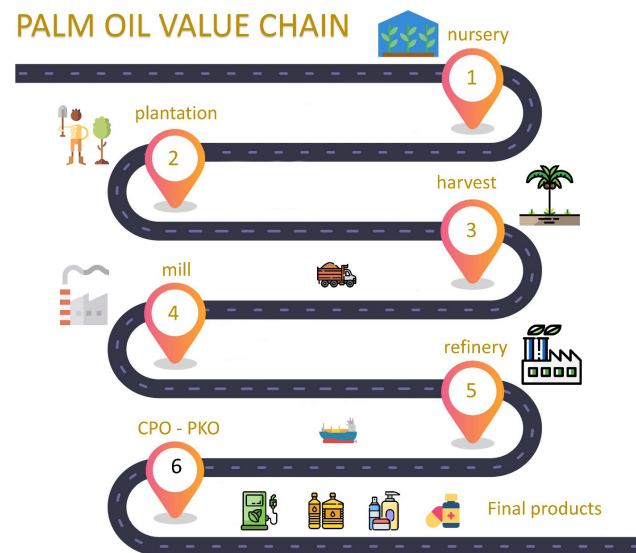 PALM OIL VALUE CHAIN
nursery
1
plantation
2
harvest
3
mill
4
refinery
5
CPO - PKO
6
Final products